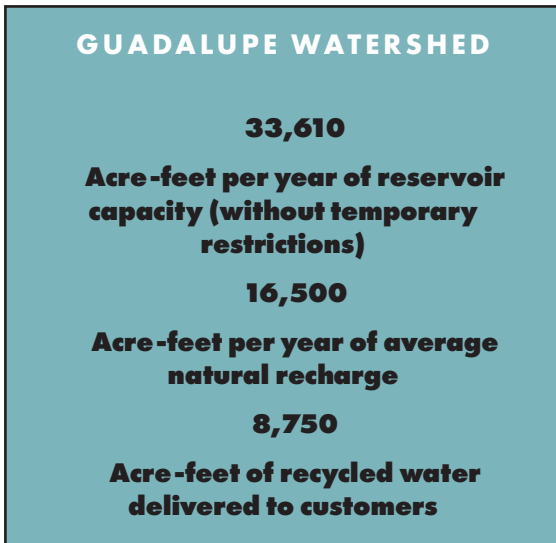 GUADALUPE WATERSHED
33,610
Acre-feet per year of reservoir
capacity (without temporary
restrictions)
16,500
Acre-feet per year of average
natural recharge
8,750
Acre-feet of recycled water
delivered to customers